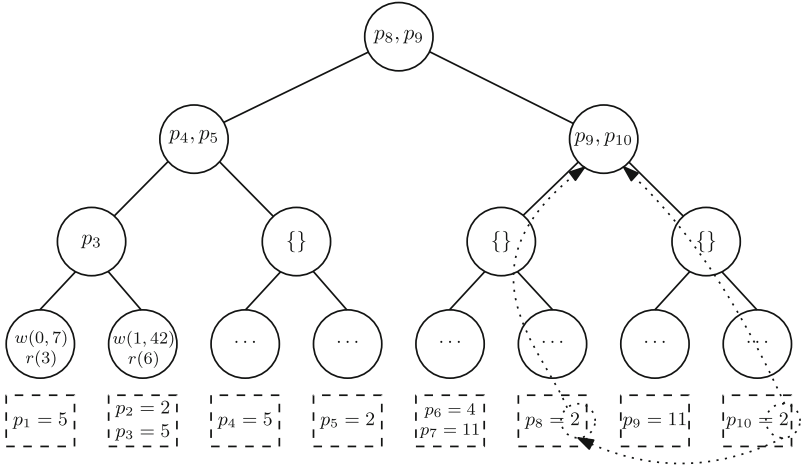 p₈, p₉
p₄, p₅
p₉, p₁₀
p₃
{}
{}
{}
w(0, 7)
r(3)
w(1, 42)
r(6)
...
...
...
...
...
...
p₁ = 5
p₂ = 2
p₃ = 5
p₄ = 5
p₅ = 2
p₆ = 4
p₇ = 11
p₈ = 2
p₉ = 11
p₁₀ = 2